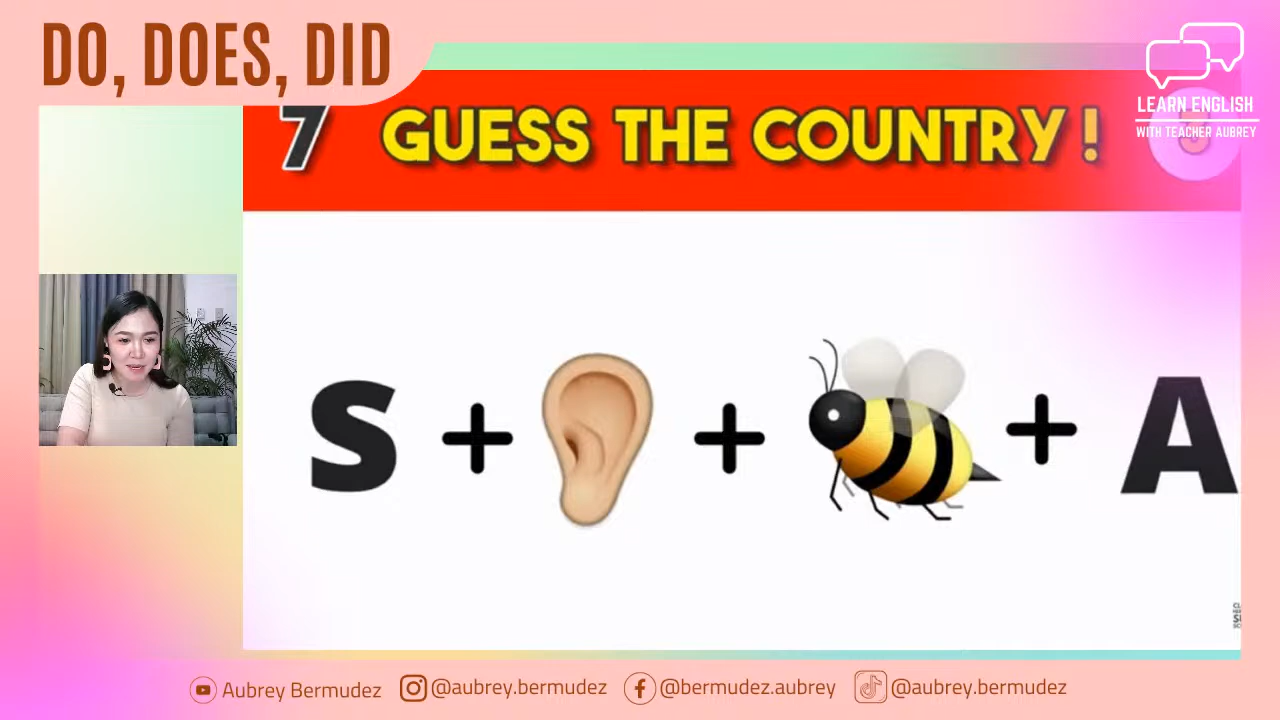 DO, DOES, DID
LEARN ENGLISH
WITH TEACHER AUBREY
7 GUESS THE COUNTRY!
S + + + A
Aubrey Bermudez @aubrey.bermudez @bermudez.aubrey @aubrey.bermudez